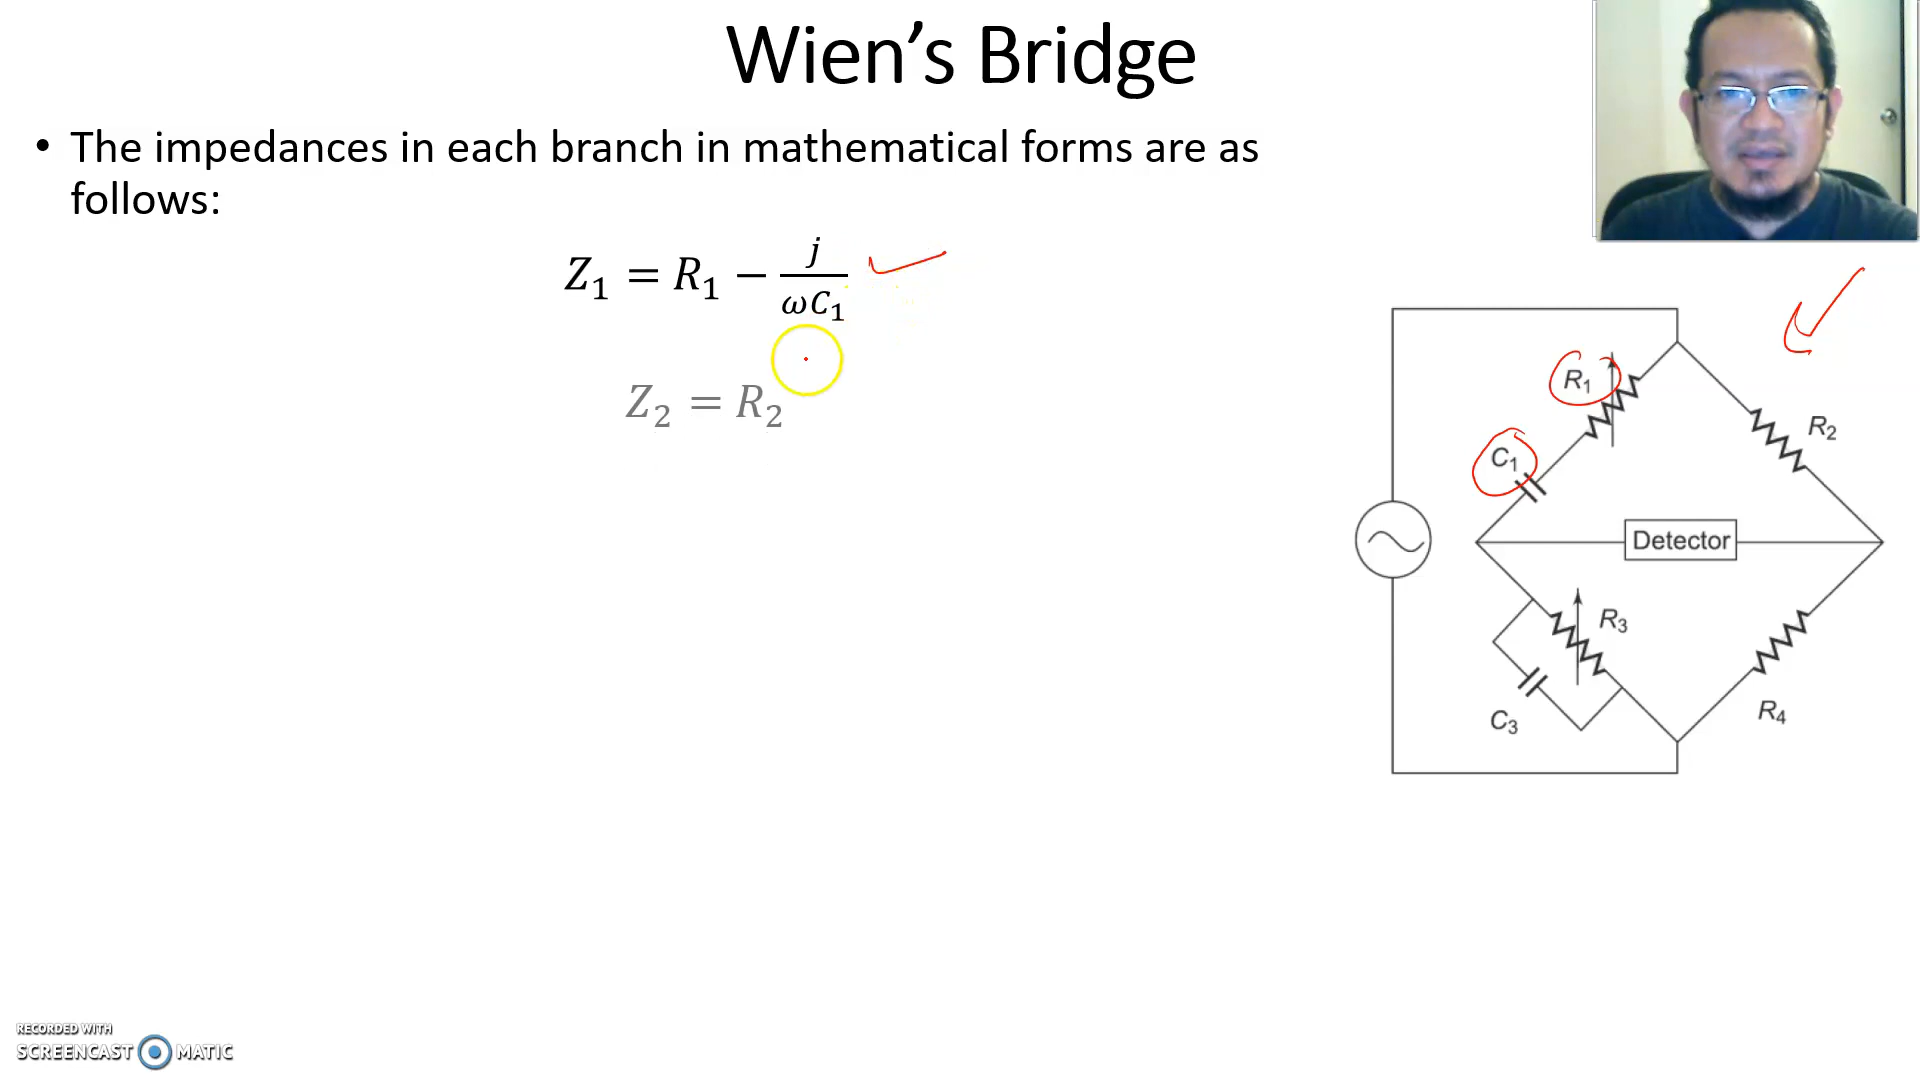 Wien’s Bridge
• The impedances in each branch in mathematical forms are as
follows:
Z₁ = R₁ − j/ωC₁
Z₂ = R₂
R₁
R₂
C₁
Detector
R₃
C₃
R₄
RECORDED WITH
SCREENCAST MATIC